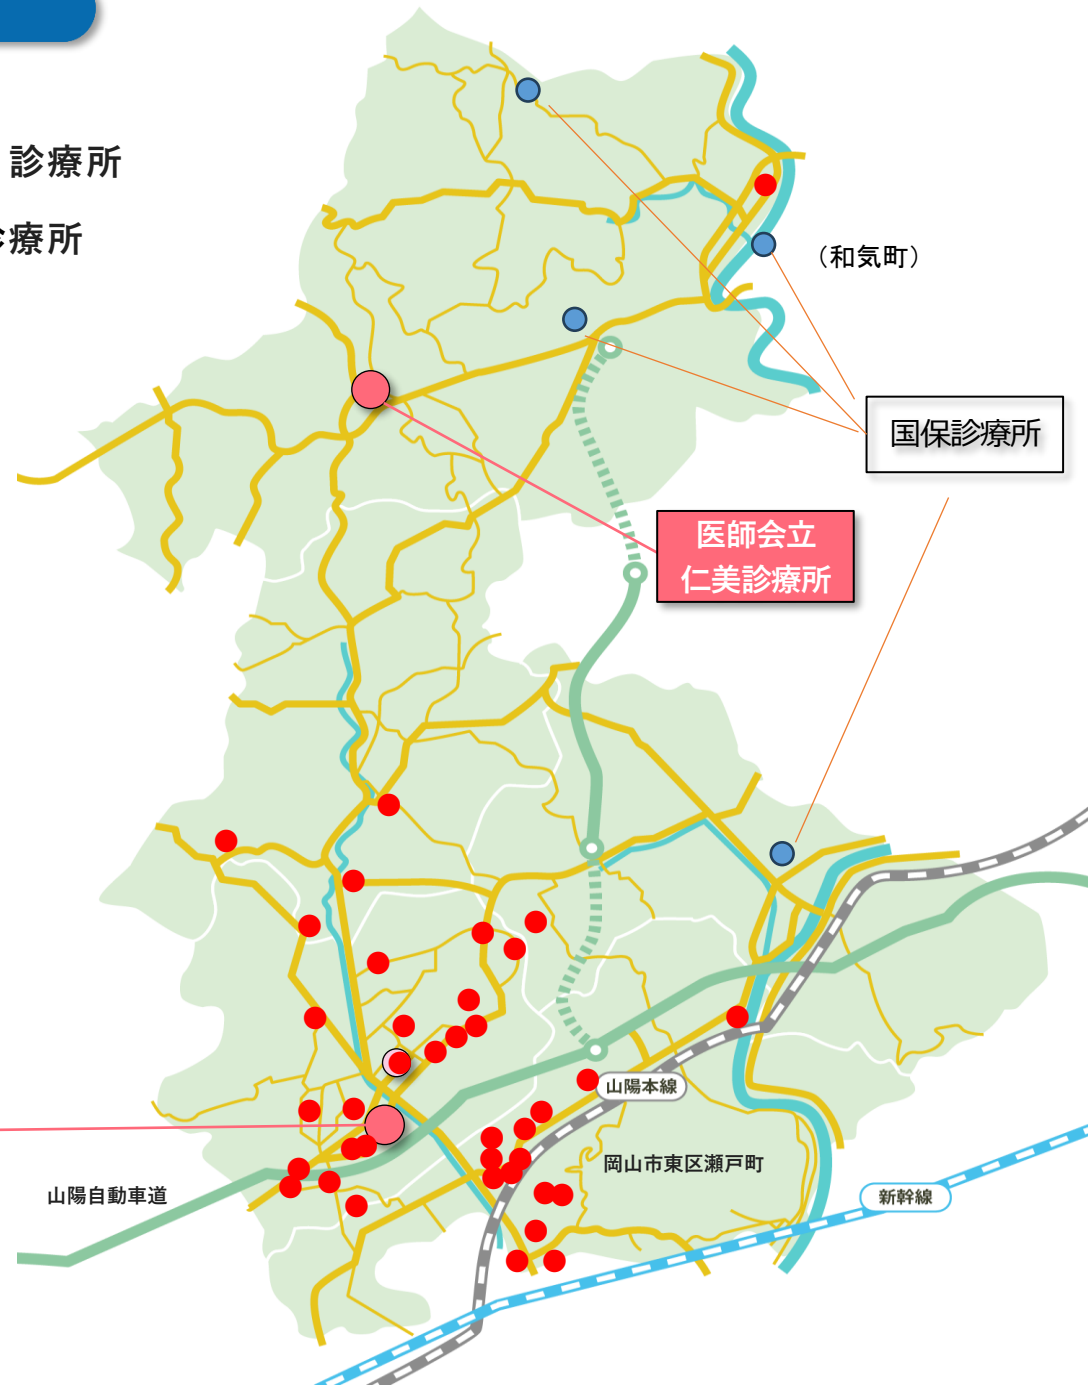 診療所
療所
（和気町）
国保診療所
医師会立
仁美診療所
山陽本線
岡山市東区瀬戸町
山陽自動車道
新幹線